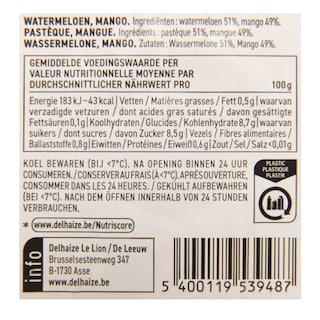 WATERMELOEN, MANGO. Ingrediënten: watermeloen 51%, mango 49%.
PASTÈQUE, MANGUE. Ingrédients: pastèque 51%, mangue 49%.
WASSERMELONE, MANGO. Zutaten: Wassermelone 51%, Mango 49%.
GEMIDDELDE VOEDINGSWAARDE PER
VALEUR NUTRITIONNELLE MOYENNE PAR
DURCHSCHNITTLICHER NÄHRWERT PRO 100 g
Energie 183 kJ – 43 kcal | Vetten / Matières grasses / Fett 0,5 g | waarvan
verzadigde vetzuren / dont acides gras saturés / davon gesättigte
Fettsäuren 0,1g | Koolhydraten / Glucides / Kohlenhydrate 8,7 g | waarvan
suikers / dont sucres / davon Zucker 8,5g | Vezels / Fibres alimentaires /
Ballaststoffe 0,8g | Eiwitten / Protéines / Eiweiß 0,6 g | Zout / Sel / Salz <0,01g
KOEL BEWAREN (BIJ <7°C). NA OPENING BINNEN 24 UUR
CONSUMEREN. / CONSERVER AU FRAIS (À <7°C). APRÈS OUVERTURE,
CONSOMMER DANS LES 24 HEURES. / GEKÜHLT AUFBEWAHREN
(BEI <7°C). NACH DEM ÖFFNEN INNERHALB VON 24 STUNDEN
VERBRAUCHEN.
PLASTIC
PLASTIQUE
PLASTIK
* www.delhaize.be/Nutriscore
info
Delhaize Le Lion / De Leeuw
Brusselsesteenweg 347
B-1730 Asse
5 400119 539487